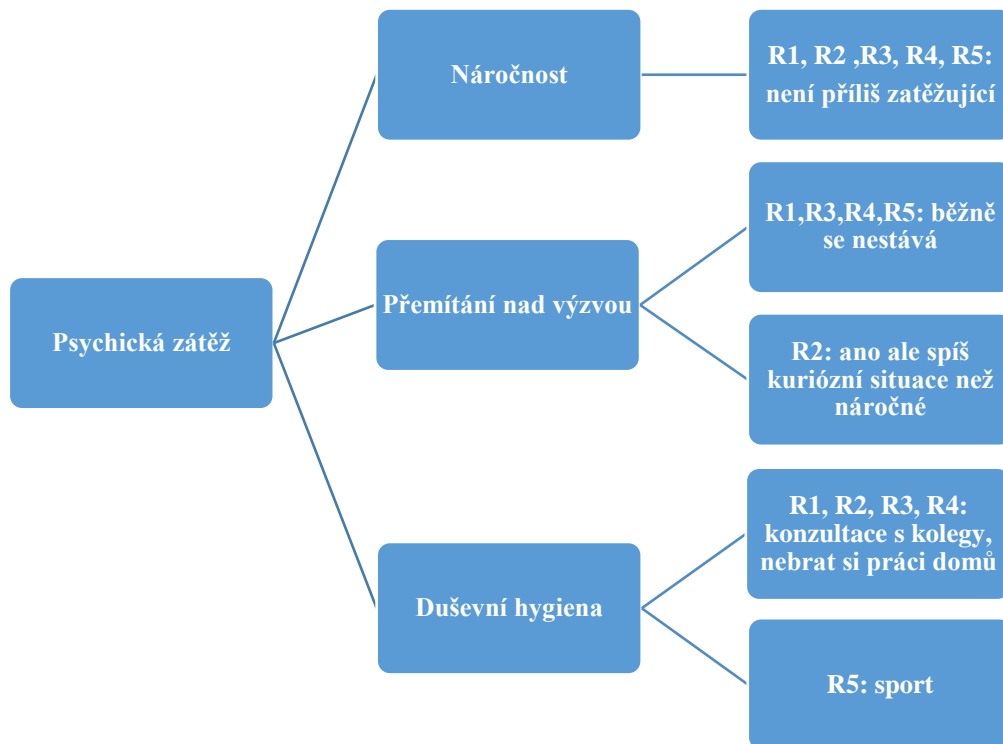 Psychická zátěž
Náročnost
R1, R2 ,R3, R4, R5:
není příliš zatěžující
Přemítání nad výzvou
R1,R3,R4,R5: běžně
se nestává
R2: ano ale spíš
kuriózní situace než
náročné
Duševní hygiena
R1, R2, R3, R4:
konzultace s kolegy,
nebrat si práci domů
R5: sport